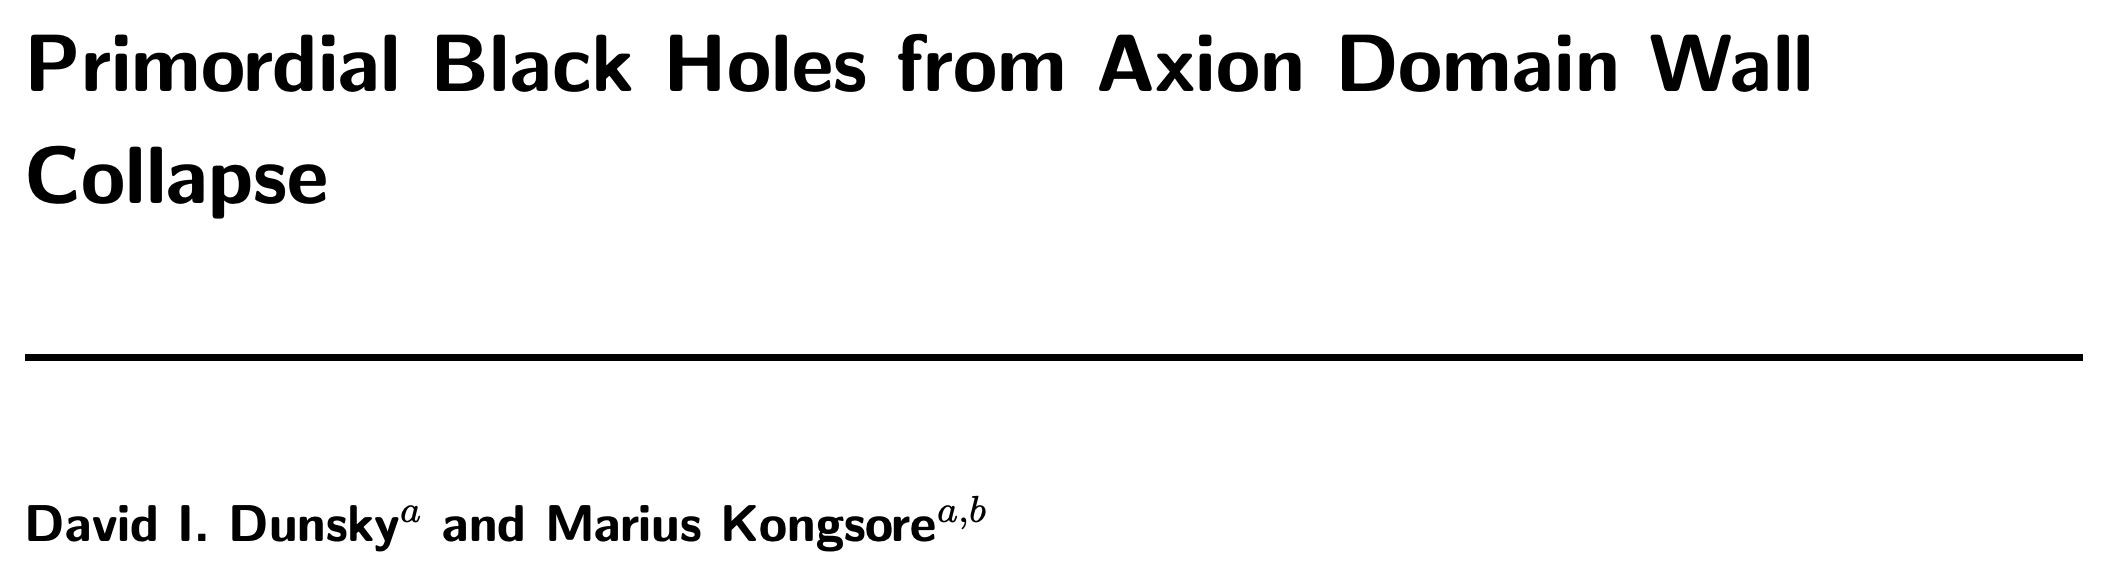 Primordial Black Holes from Axion Domain Wall
Collapse
David I. Dunsky^a and Marius Kongsore^{a,b}